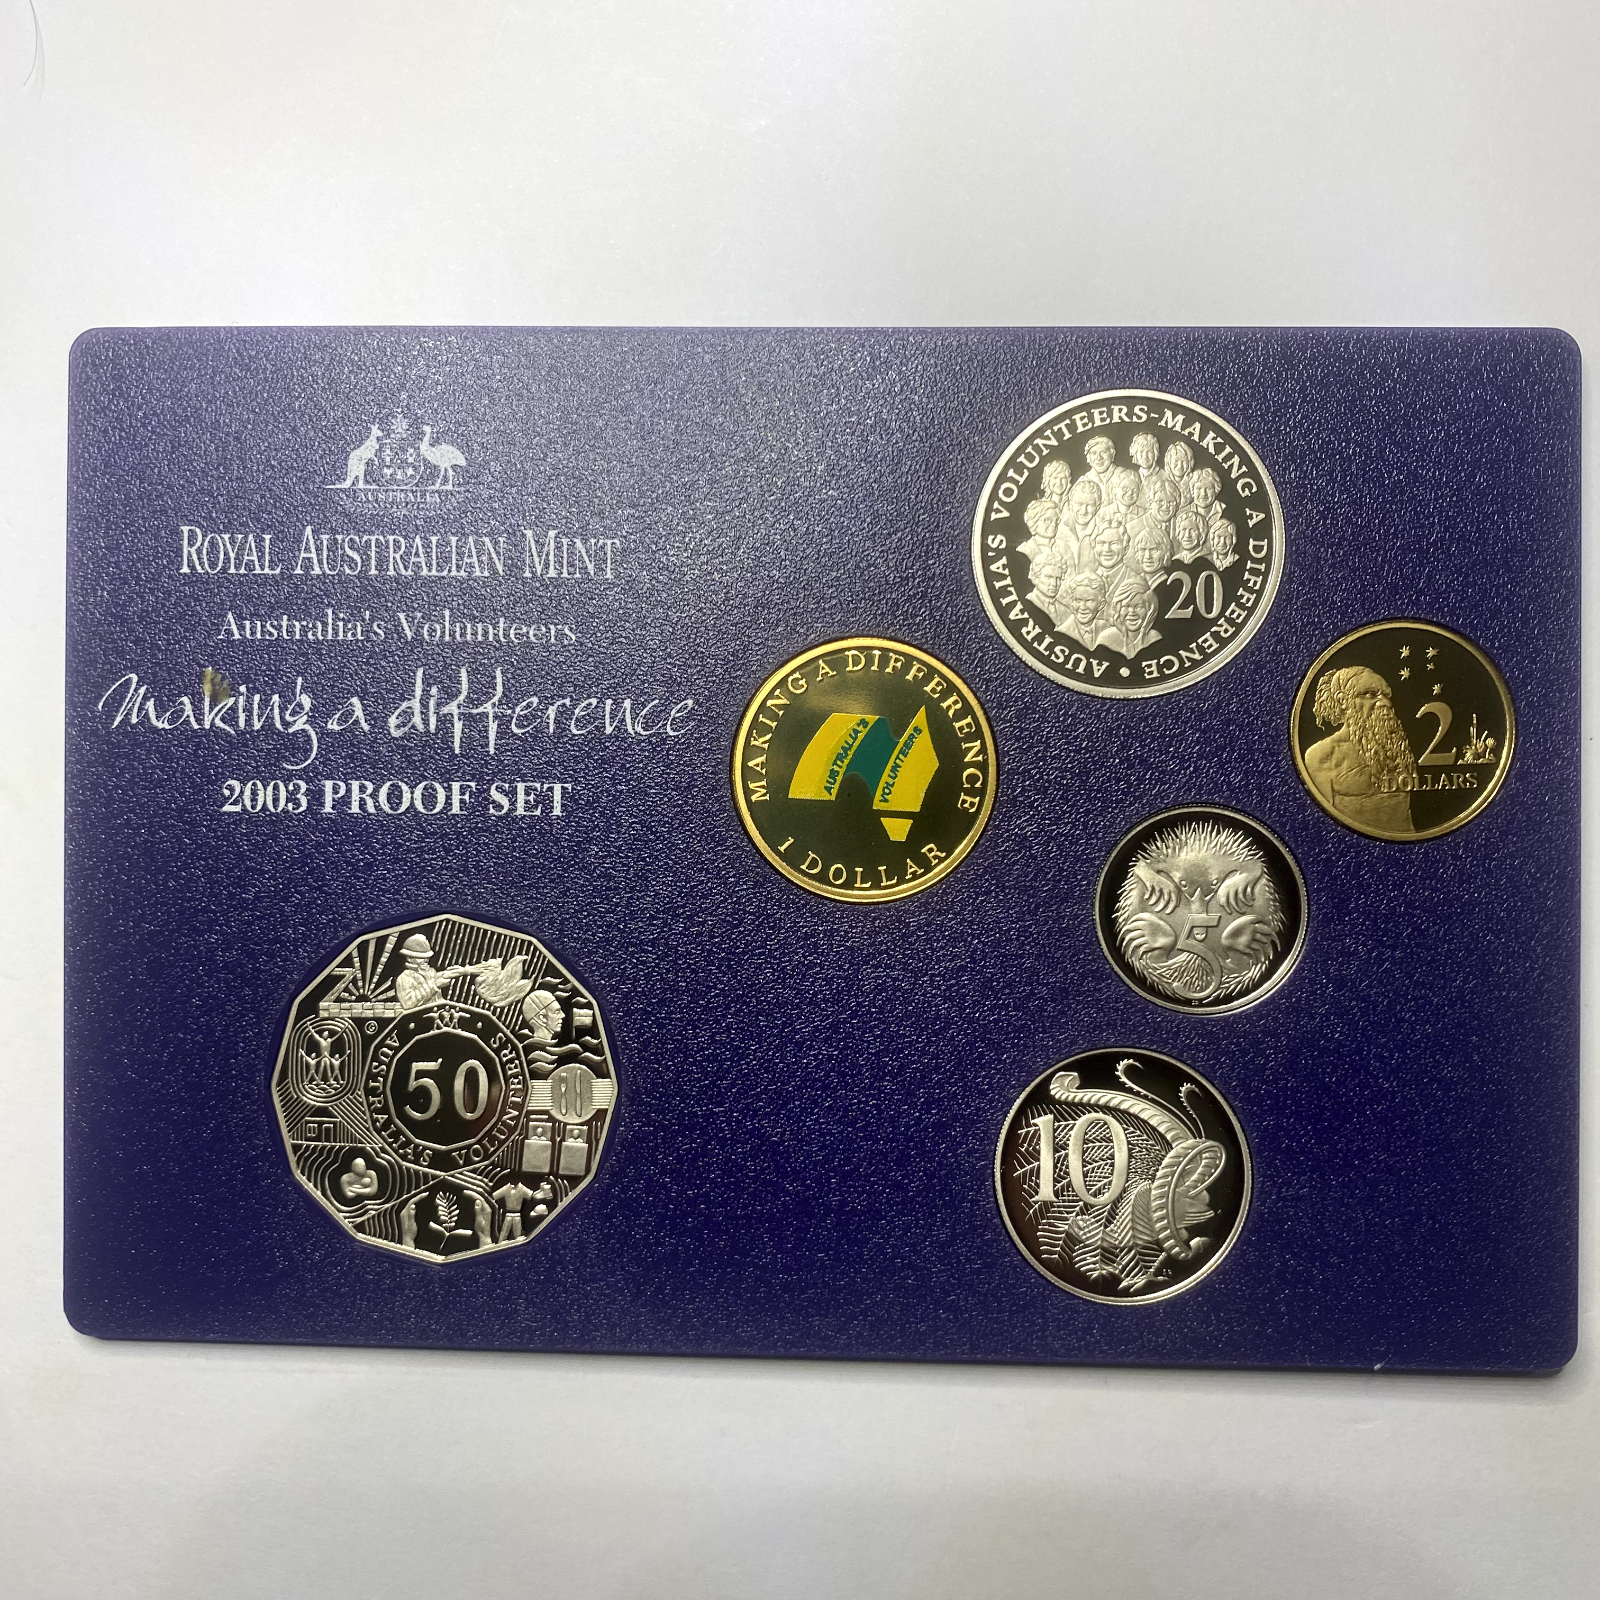 AUSTRALIA
ROYAL AUSTRALIAN MINT
Australia's Volunteers
Making a difference
2003 PROOF SET
AUSTRALIA'S VOLUNTEERS-MAKING A DIFFERENCE •
20
MAKING A DIFFERENCE
AUSTRALIA'S
VOLUNTEERS
1 DOLLAR
2
DOLLARS
5
50
AUSTRALIA'S VOLUNTEERS
10